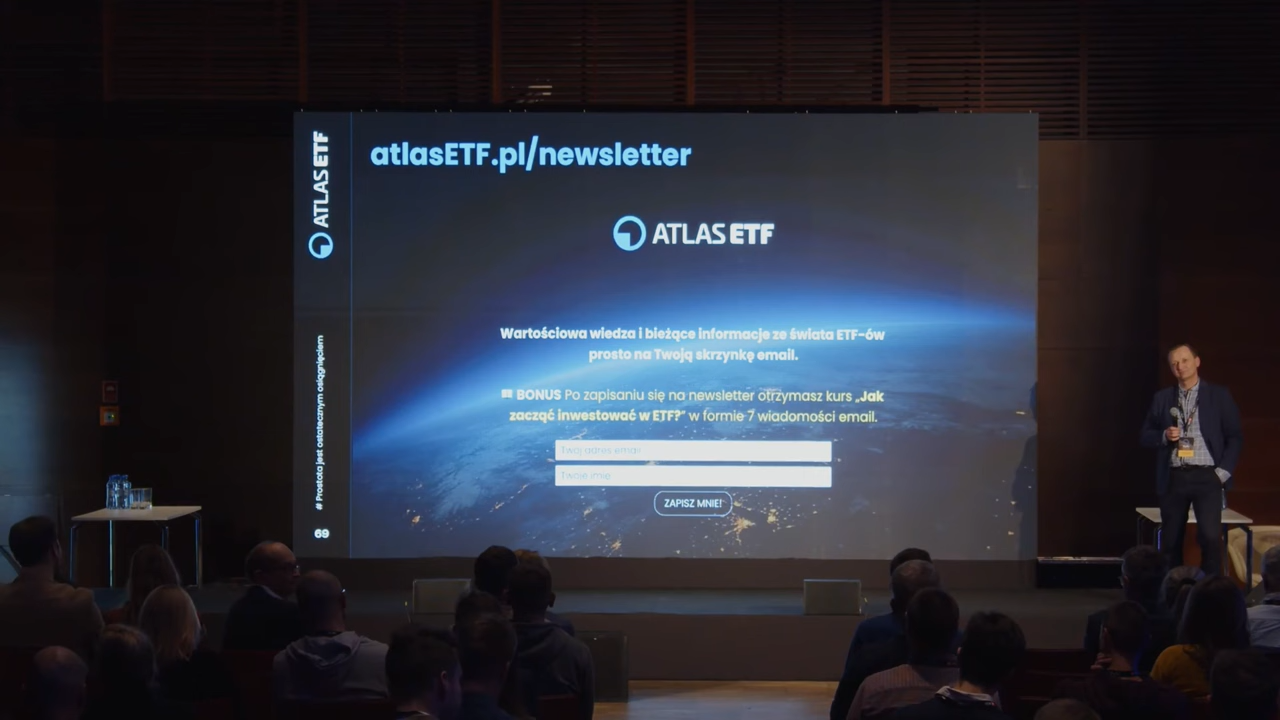 atlasETF.pl/newsletter
ATLAS ETF
ATLAS ETF
Wartościowa wiedza i bieżące informacje ze świata ETF-ów
prosto na Twoją skrzynkę email.
BONUS Po zapisaniu się na newsletter otrzymasz kurs „Jak
zacząć inwestować w ETF?” w formie 7 wiadomości email.
Twój adres email
Twoje imię
ZAPISZ MNIE!
# Prostota jest ostatecznym osiągnięciem
69